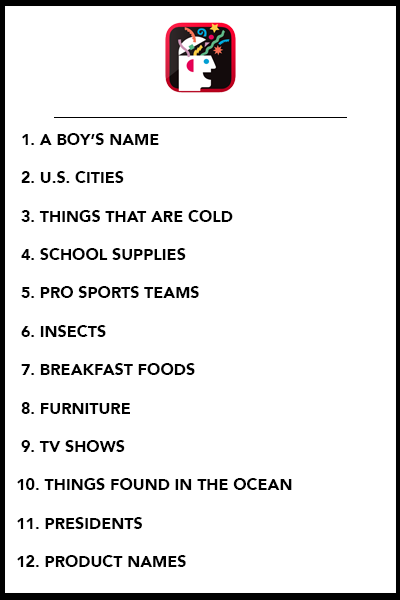 1. A BOY’S NAME
2. U.S. CITIES
3. THINGS THAT ARE COLD
4. SCHOOL SUPPLIES
5. PRO SPORTS TEAMS
6. INSECTS
7. BREAKFAST FOODS
8. FURNITURE
9. TV SHOWS
10. THINGS FOUND IN THE OCEAN
11. PRESIDENTS
12. PRODUCT NAMES